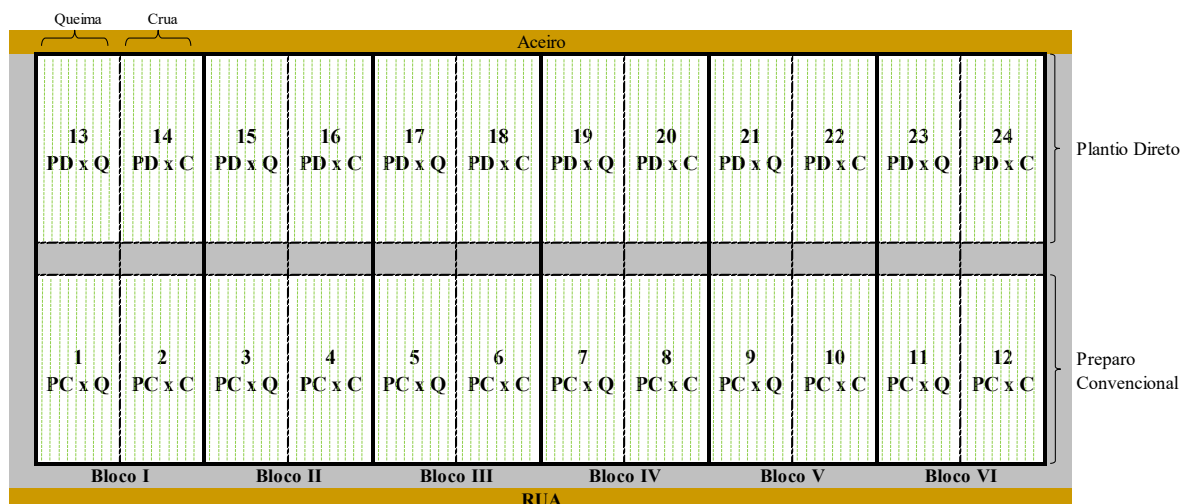 Queima Crua
Aceiro
13 14 15 16 17 18 19 20 21 22 23 24
PD x Q PD x C PD x Q PD x C PD x Q PD x C PD x Q PD x C PD x Q PD x C PD x Q PD x C
Plantio Direto
1 2 3 4 5 6 7 8 9 10 11 12
PC x Q PC x C PC x Q PC x C PC x Q PC x C PC x Q PC x C PC x Q PC x C PC x Q PC x C
Preparo
Convencional
Bloco I Bloco II Bloco III Bloco IV Bloco V Bloco VI
RUA